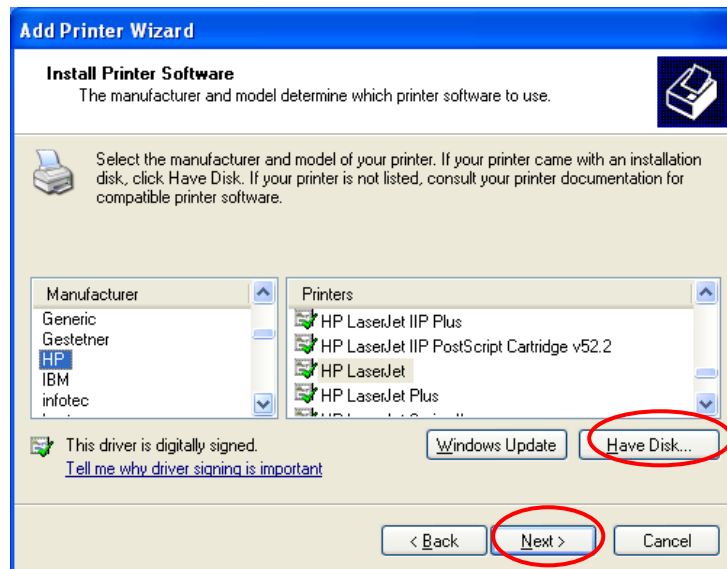 Add Printer Wizard
Install Printer Software
The manufacturer and model determine which printer software to use.
Select the manufacturer and model of your printer. If your printer came with an installation
disk, click Have Disk. If your printer is not listed, consult your printer documentation for
compatible printer software.
Manufacturer
Generic
Gestetner
HP
IBM
infotec
Printers
HP LaserJet IIP Plus
HP LaserJet IIP PostScript Cartridge v52.2
HP LaserJet
HP LaserJet Plus
This driver is digitally signed.
Tell me why driver signing is important
Windows Update
Have Disk...
< Back
Next >
Cancel